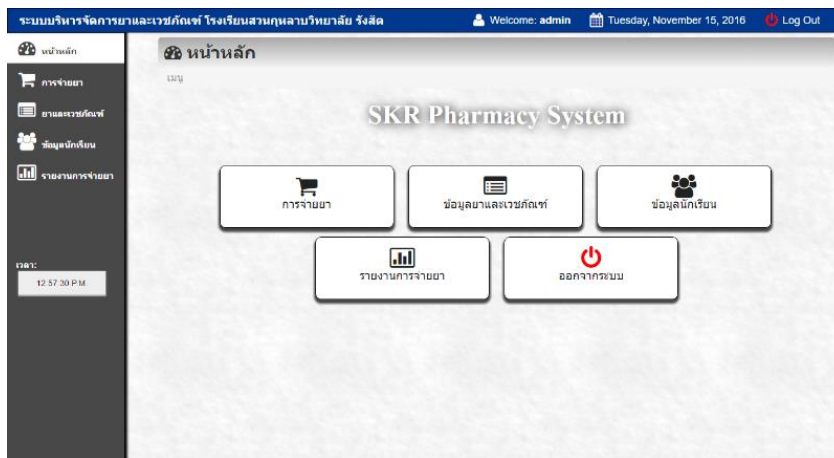 ระบบบริหารจัดการยาและเวชภัณฑ์ โรงเรียนสวนกุหลาบวิทยาลัย รังสิต Welcome: admin Tuesday, November 15, 2016 Log Out
หน้าหลัก
การจ่ายยา
ยาและเวชภัณฑ์
ข้อมูลนักเรียน
รายงานการจ่ายยา
เวลา:
12:57:30 P.M.
หน้าหลัก
เมนู
SKR Pharmacy System
การจ่ายยา
ข้อมูลยาและเวชภัณฑ์
ข้อมูลนักเรียน
รายงานการจ่ายยา
ออกจากระบบ